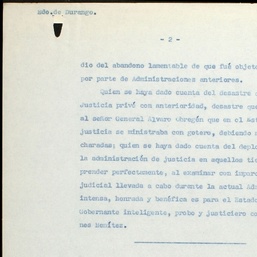 Edo. de Durango.
- 2 -
dio del abandono lamentable de que fué objeto
por parte de Administraciones anteriores.
Quien se haya dado cuenta del desastre
Justicia privó con anterioridad, desastre que
al señor General Alvaro Obregón que en el
justicia se ministraba con gotero, debiendo
charadas; quien se haya dado cuenta del
la administración de justicia en aquellas
prender perfectamente, al examinar con
judicial llevada a cabo durante la actual
intensa, honrada y benéfica es para el Estado
Gobernante inteligente, probo y justiciero
nes Benítez.